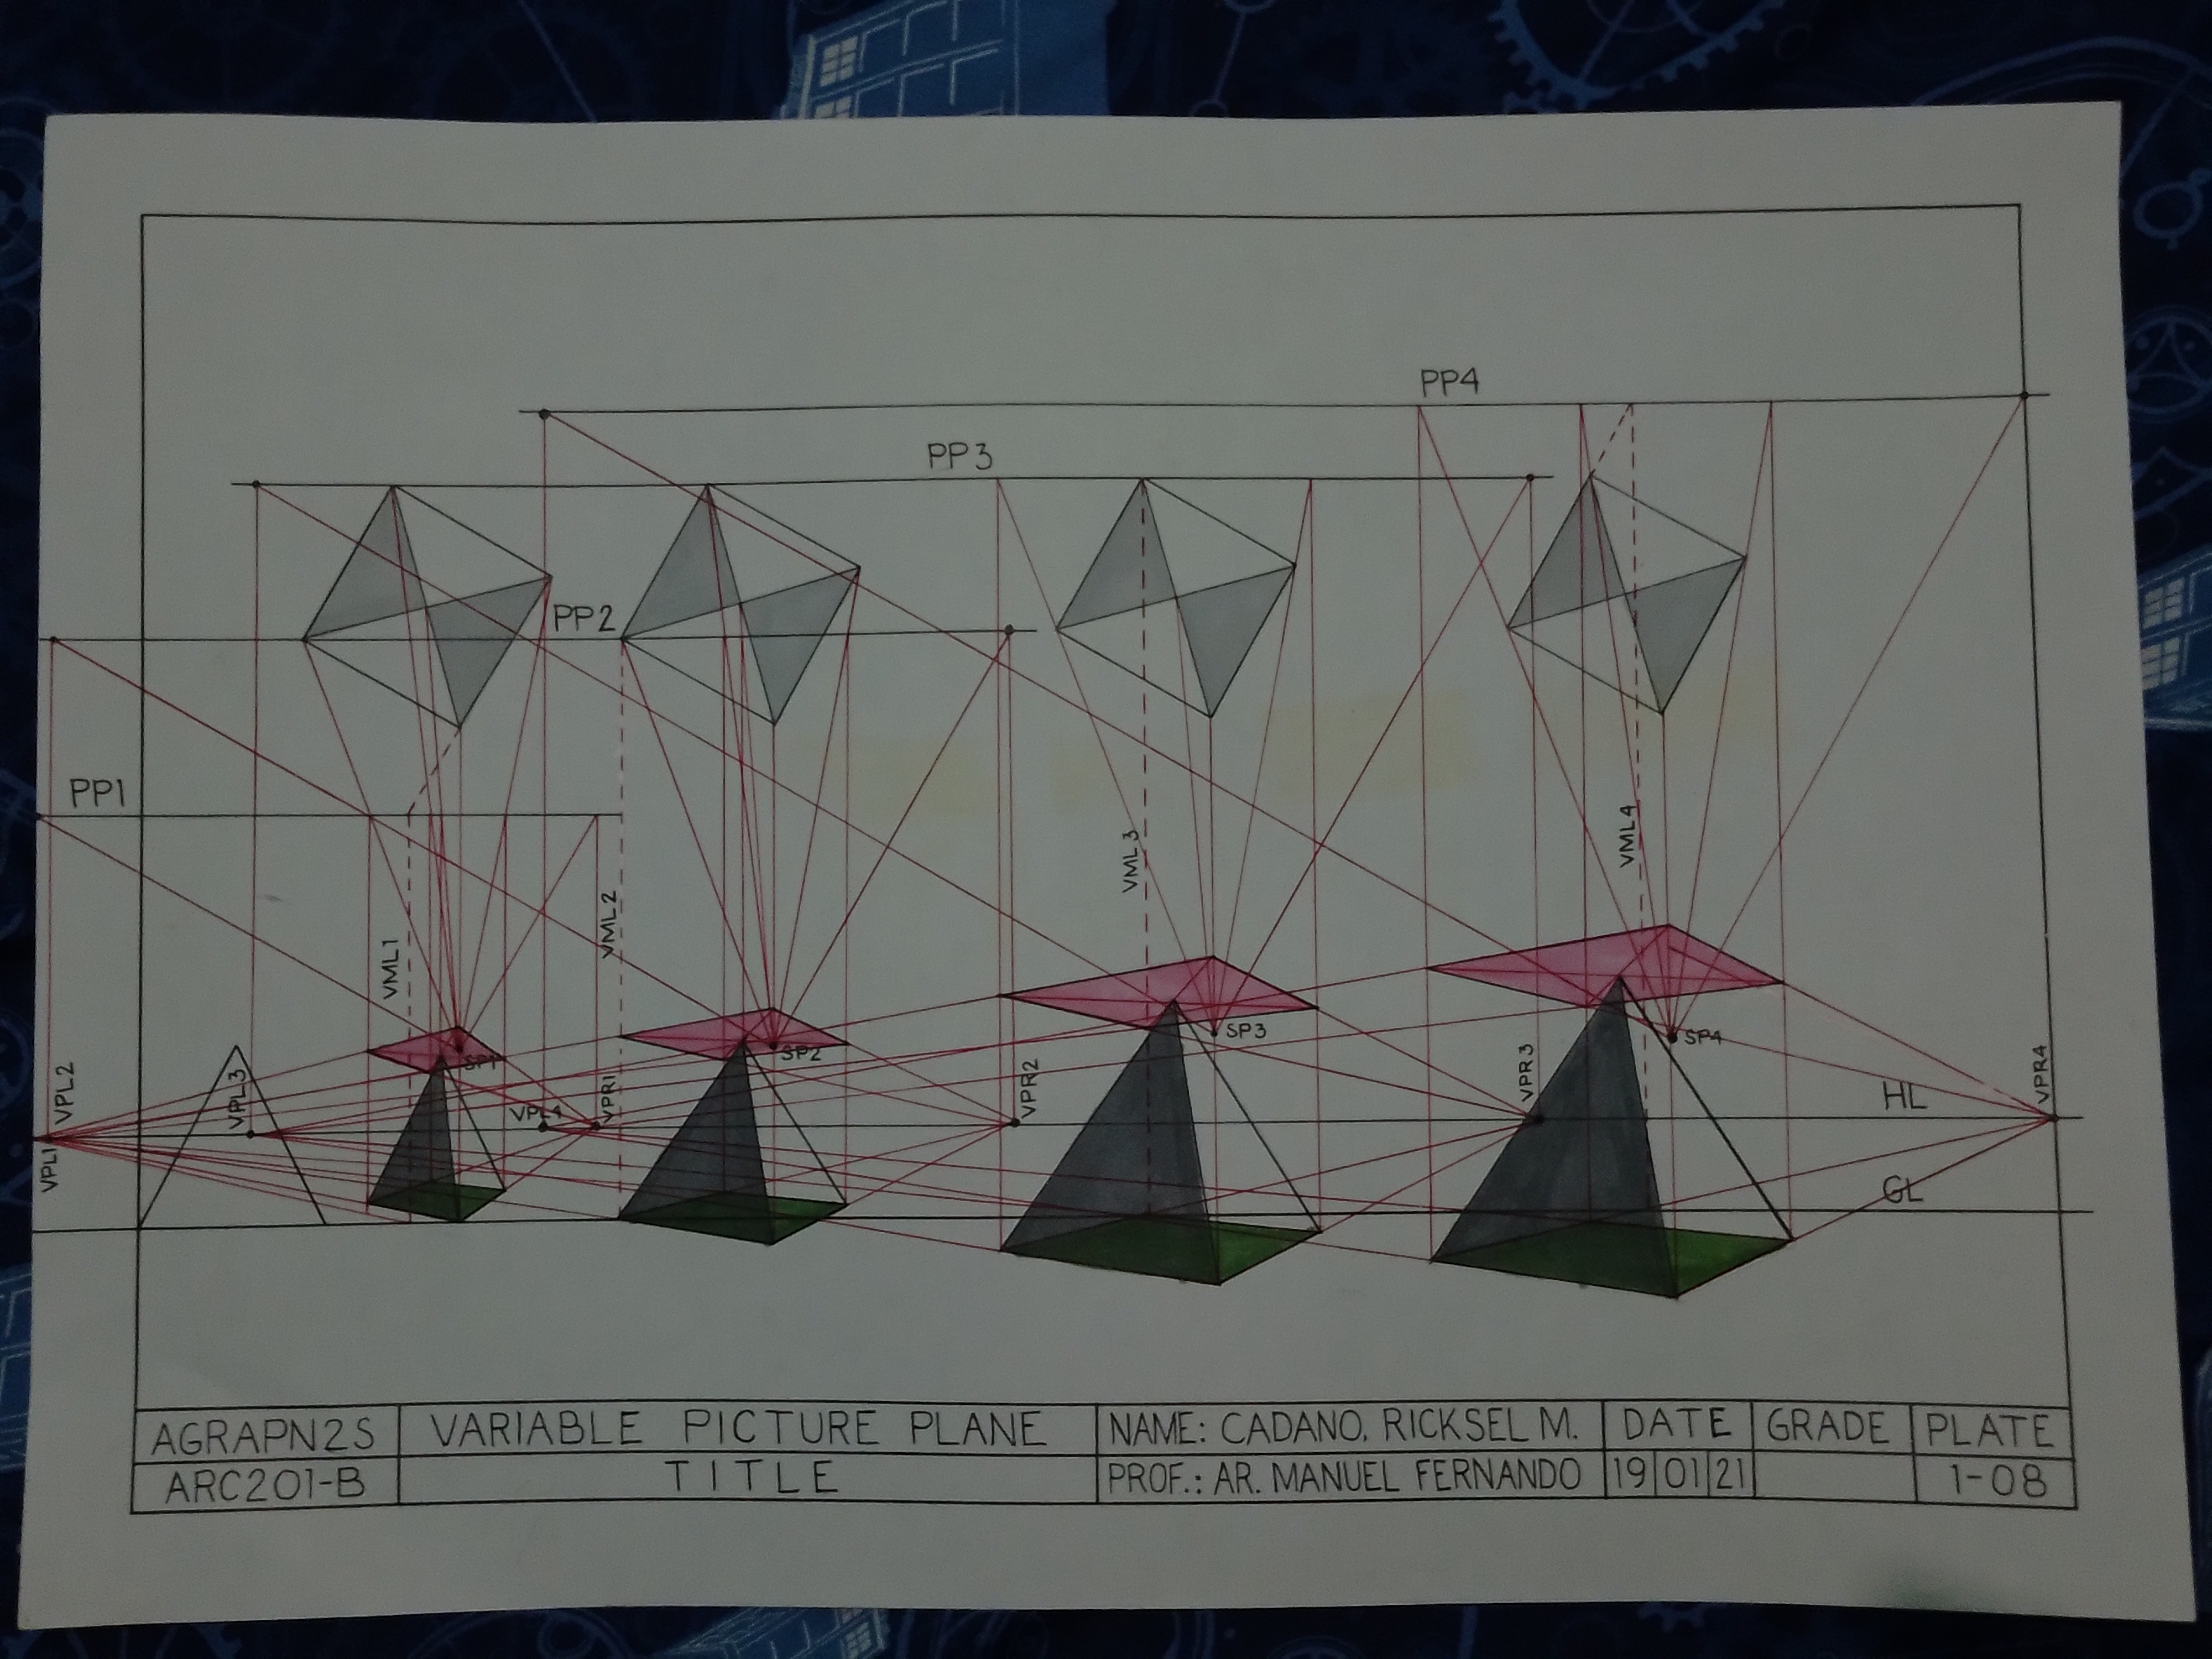 PP4
PP3
PP2
PP1
VML4
VML3
VML2
VML1
SP1
SP2
SP3
SP4
VPL2
VPL3
VPL4
VPR1
VPR2
VPR3
VPR4
HL
VPL1
GL
AGRAPN2S
VARIABLE PICTURE PLANE
NAME: CADANO, RICKSEL M.
DATE
GRADE
PLATE
ARC201-B
TITLE
PROF.: AR. MANUEL FERNANDO
19|01|21
1-08